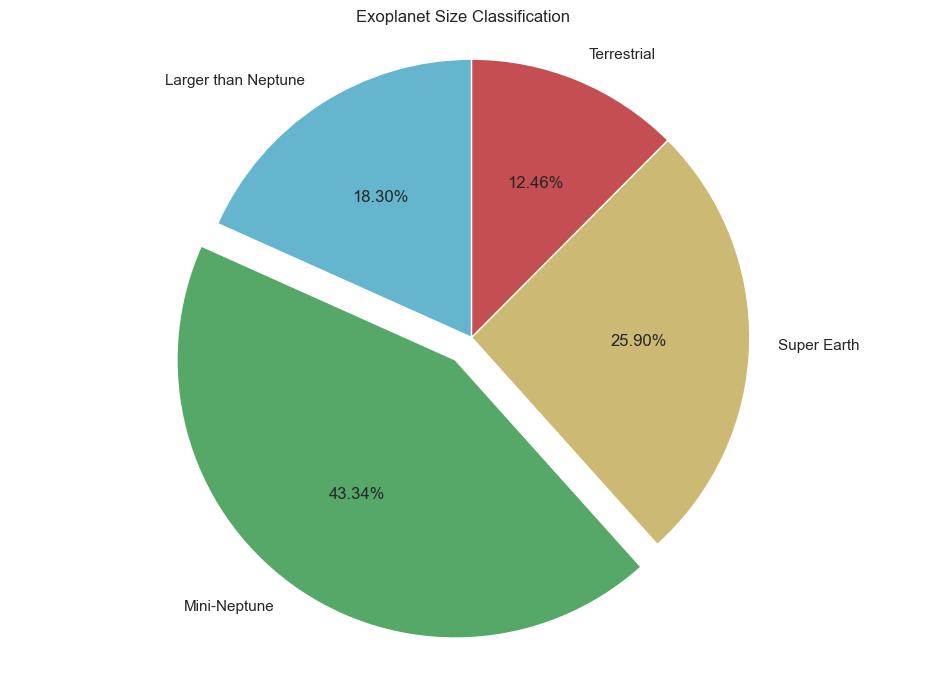 Exoplanet Size Classification
Terrestrial
Larger than Neptune
12.46%
18.30%
25.90%
Super Earth
43.34%
Mini-Neptune